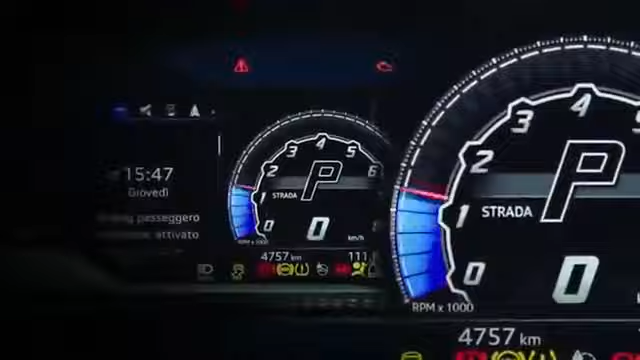 15:47
Giovedì
passeggero
attivato
1 2 3 4 5 6
P
STRADA
0
0
RPM x 1000
km/h
4757 km
111
0 1 2 3 4
P
STRADA
0
RPM x 1000
4757 km